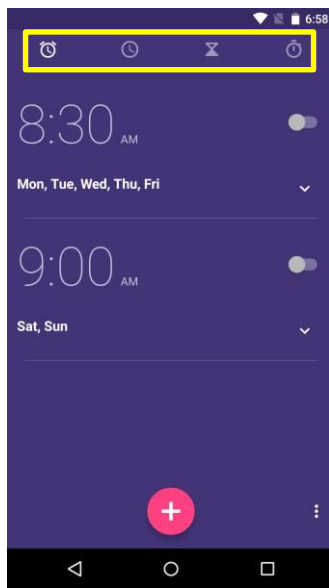 6:58
8:30 AM
Mon, Tue, Wed, Thu, Fri
9:00 AM
Sat, Sun